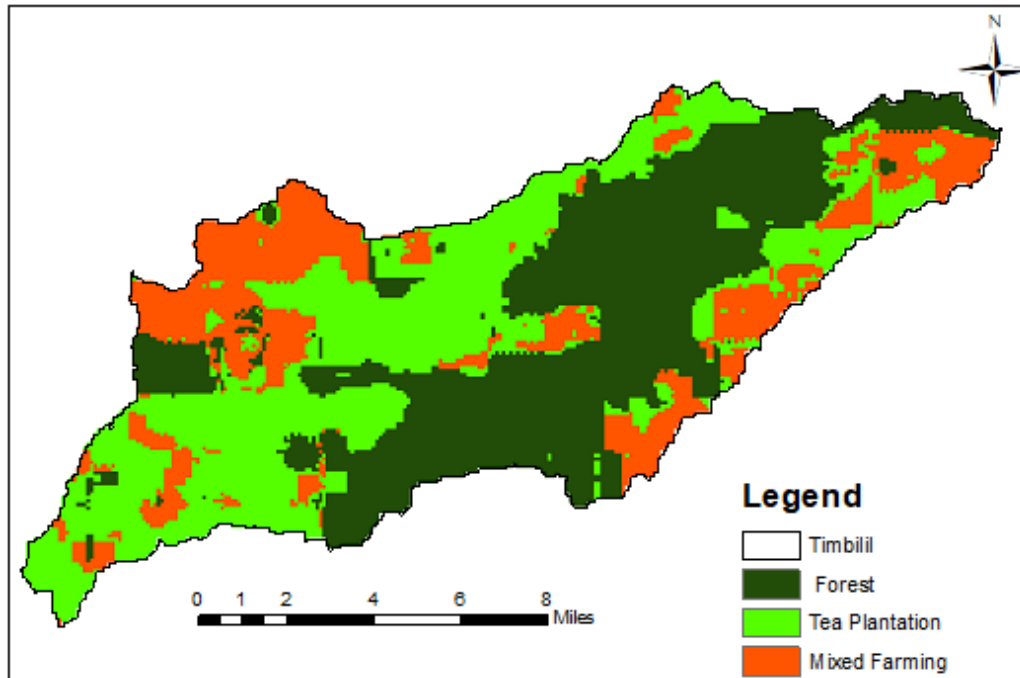 N
Legend
Timbilil
Forest
Tea Plantation
Mixed Farming
0 1 2 4 6 8
Miles